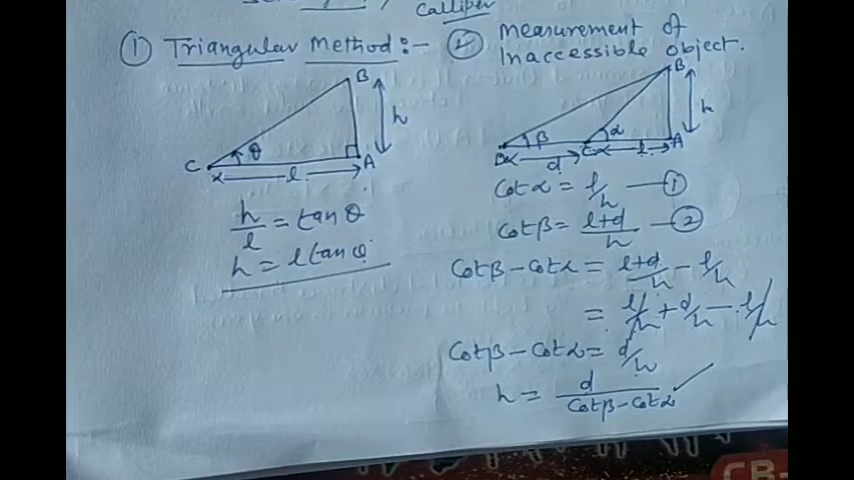 Calliper
① Triangular Method:-
B
h
θ
C
A
l
h/l = tan θ
h = l tan θ
② Measurement of
Inaccessible object.
B
h
β
α
D
C
A
d
l
Cot α = l/h —①
Cot β = l+d/h —②
Cot β - Cot α = l+d/h - l/h
= l/h + d/h - l/h
Cot β - Cot α = d/h
h = d/Cot β - Cot α
CB-